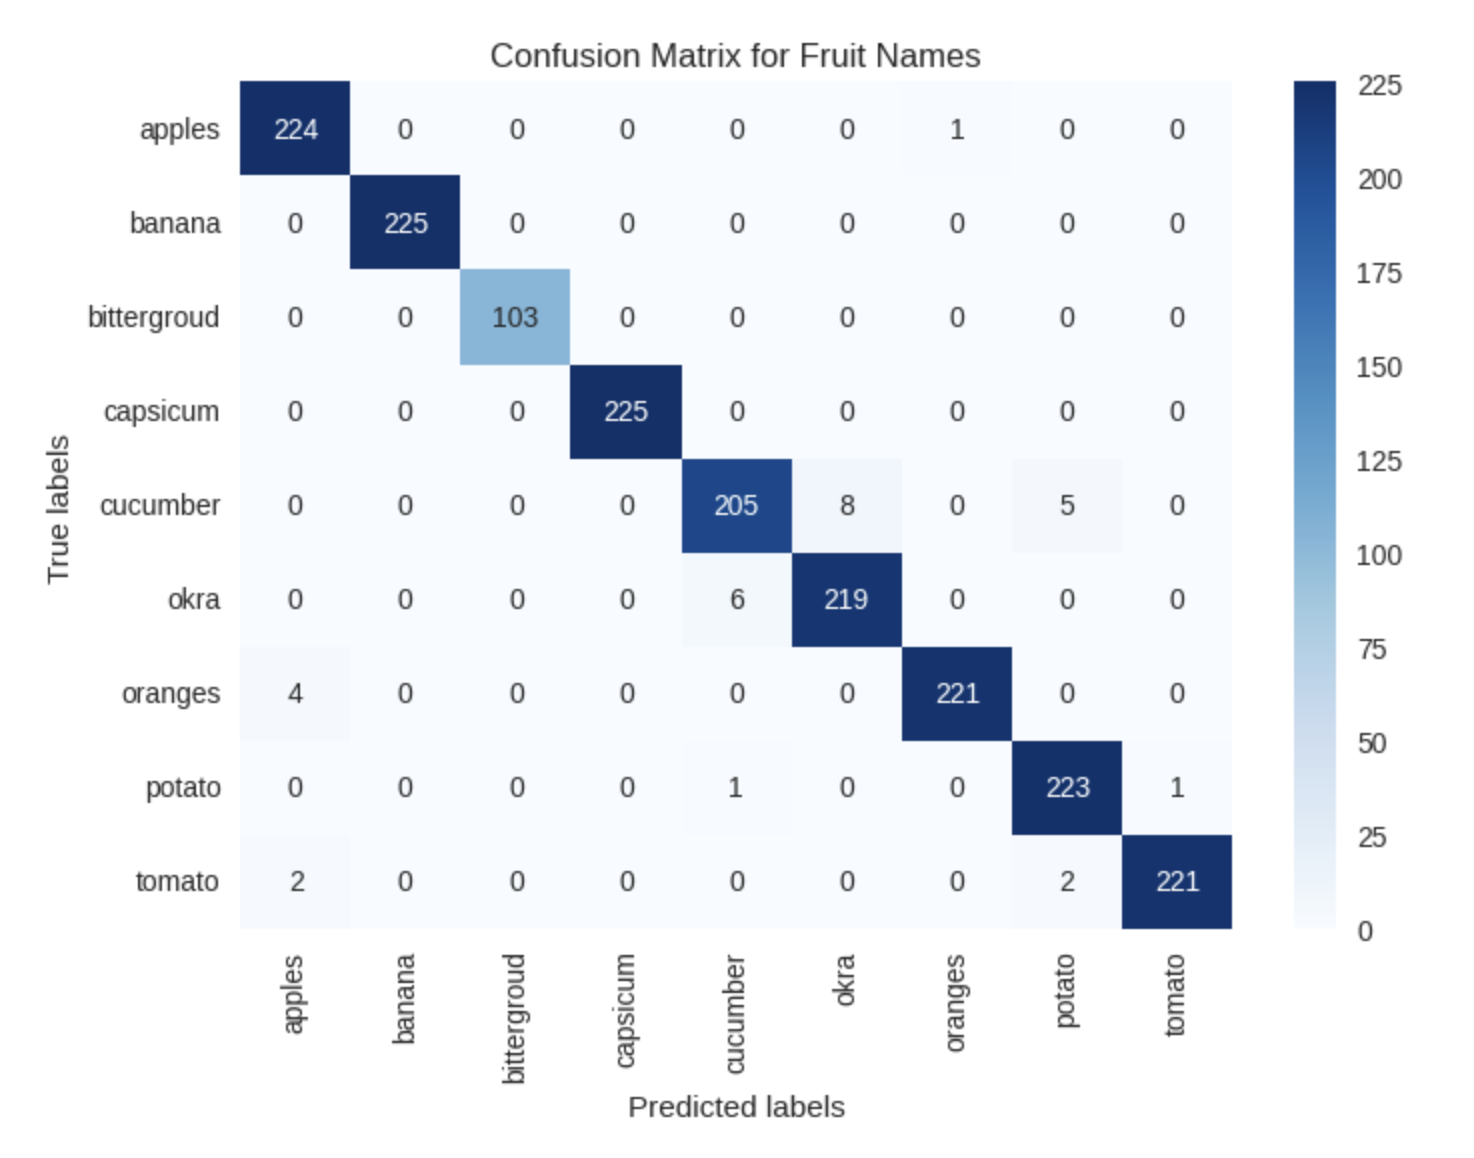 Confusion Matrix for Fruit Names
apples 224 0 0 0 0 0 1 0 0
banana 0 225 0 0 0 0 0 0 0
bittergroud 0 0 103 0 0 0 0 0 0
capsicum 0 0 0 225 0 0 0 0 0
cucumber 0 0 0 0 205 8 0 5 0
okra 0 0 0 0 6 219 0 0 0
oranges 4 0 0 0 0 0 221 0 0
potato 0 0 0 0 1 0 0 223 1
tomato 2 0 0 0 0 0 0 2 221
True labels
apples banana bittergroud capsicum cucumber okra oranges potato tomato
Predicted labels
225
200
175
150
125
100
75
50
25
0